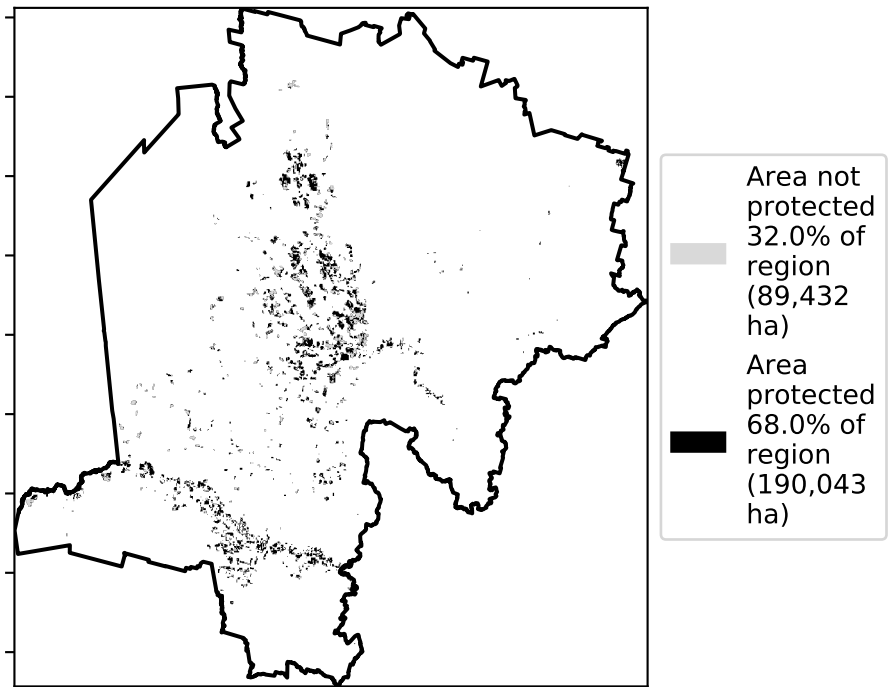 Area not
protected
32.0% of
region
(89,432
ha)
Area
protected
68.0% of
region
(190,043
ha)